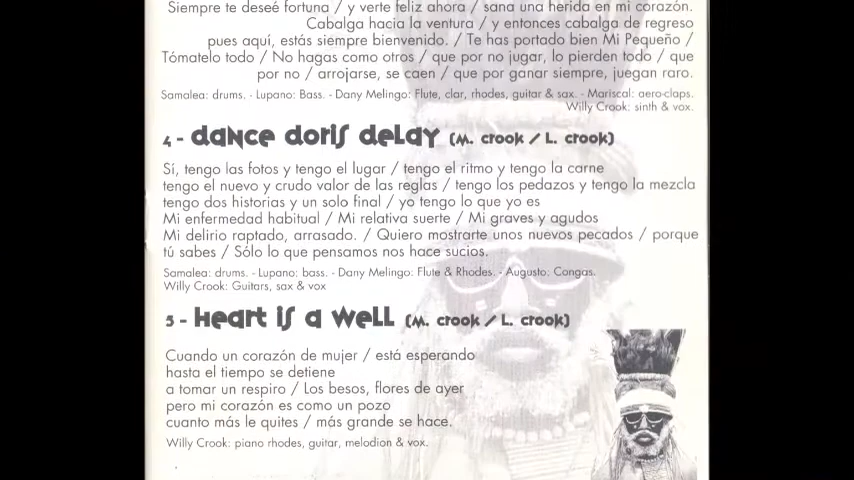 Siempre te deseé fortuna / y verte feliz ahora / sana una herida en mi corazón.
Cabalga hacia la ventura / y entonces cabalga de regreso
pues aquí, estás siempre bienvenido. / Te has portado bien Mi Pequeño /
Tómatelo todo / No hagas como otros / que por no jugar, lo pierden todo / que
por no / arrojarse, se caen / que por ganar siempre, juegan raro.
Samalea: drums. - Lupano: Bass. - Dany Melingo: Flute, clar, rhodes, guitar & sax. - Mariscal: aero-claps.
Willy Crook: sinth & vox.
4 - dance doris delay (M. crook / L. crook)
Sí, tengo las fotos y tengo el lugar / tengo el ritmo y tengo la carne
tengo el nuevo y crudo valor de las reglas / tengo los pedazos y tengo la mezcla
tengo dos historias y un solo final / yo tengo lo que yo es
Mi enfermedad habitual / Mi relativa suerte / Mi graves y agudos
Mi delirio raptado, arrasado. / Quiero mostrarte unos nuevos pecados / porque
tú sabes / Sólo lo que pensamos nos hace sucios.
Samalea: drums. - Lupano: bass. - Dany Melingo: Flute & Rhodes. - Augusto: Congas.
Willy Crook: Guitars, sax & vox
5 - Heart is a well (M. crook / L. crook)
Cuando un corazón de mujer / está esperando
hasta el tiempo se detiene
a tomar un respiro / Los besos, flores de ayer
pero mi corazón es como un pozo
cuanto más le quites / más grande se hace.
Willy Crook: piano rhodes, guitar, melodion & vox.